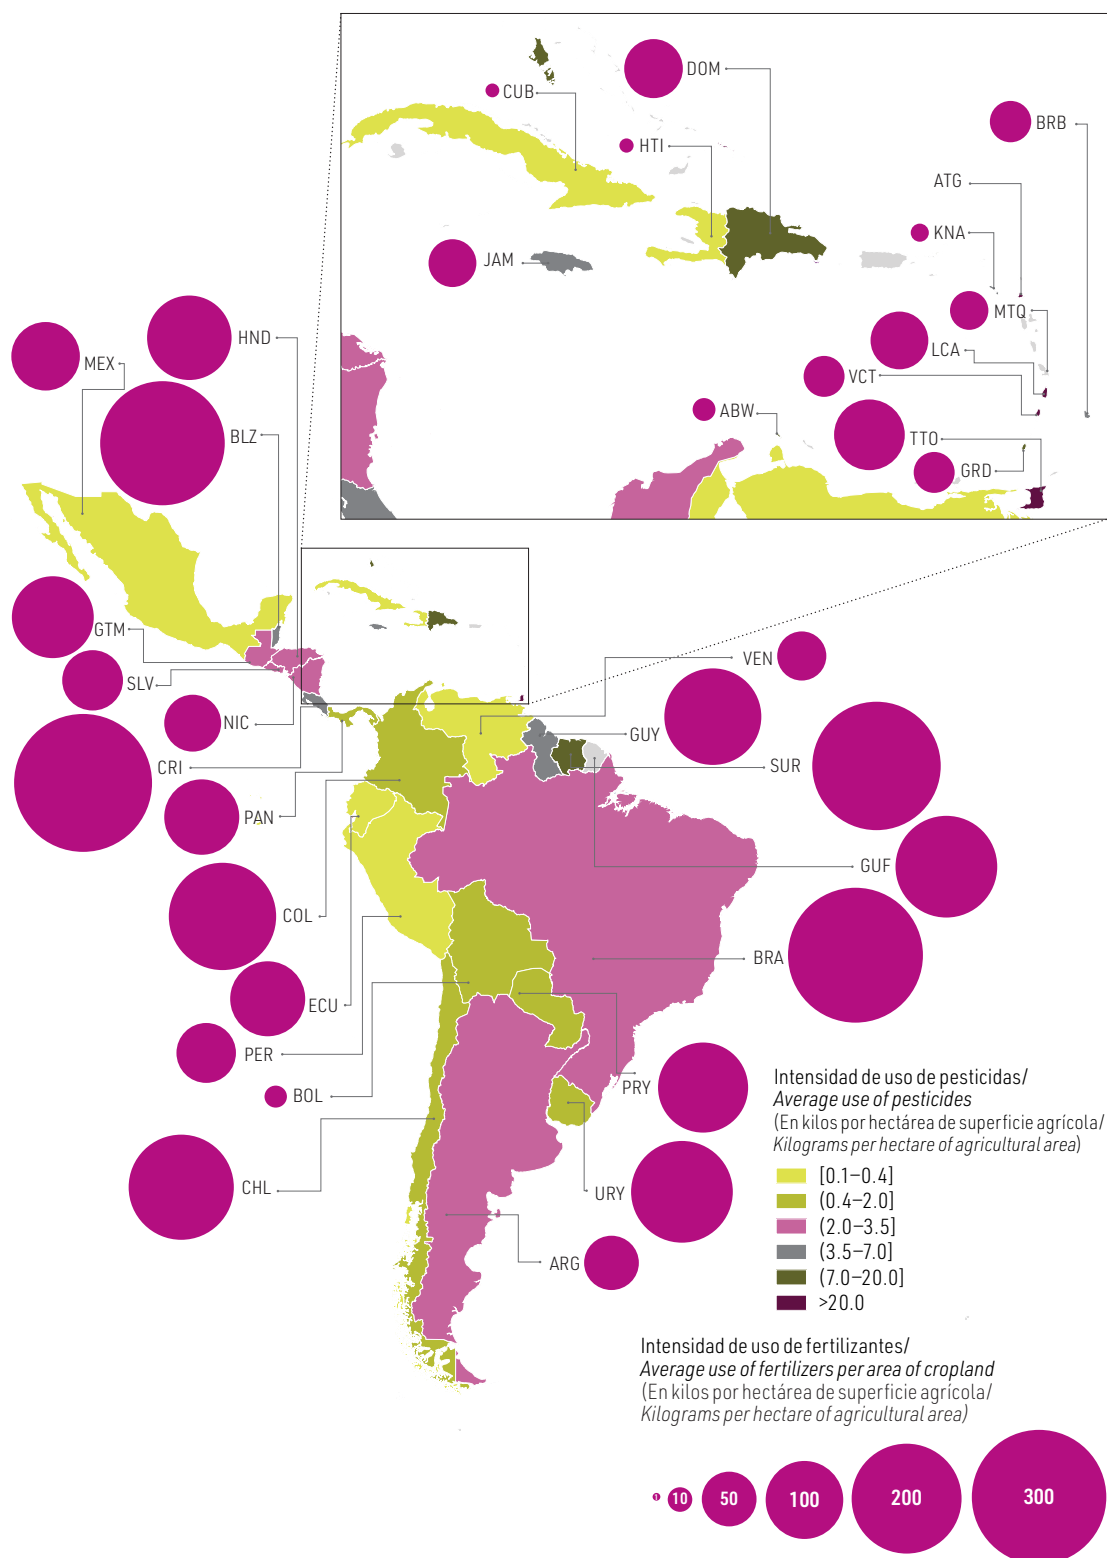 DOM
CUB
BRB
HTI
ATG
KNA
JAM
MTQ
HND
LCA
MEX
VCT
ABW
BLZ
TTO
GRD
GTM
VEN
SLV
NIC
GUY
CRI
SUR
PAN
GUF
COL
BRA
ECU
PER
PRY
BOL
CHL
URY
ARG
Intensidad de uso de pesticidas/
Average use of pesticides
(En kilos por hectárea de superficie agrícola/
Kilograms per hectare of agricultural area)
[0.1–0.4]
(0.4–2.0]
(2.0–3.5]
(3.5–7.0]
(7.0–20.0]
>20.0
Intensidad de uso de fertilizantes/
Average use of fertilizers per area of cropland
(En kilos por hectárea de superficie agrícola/
Kilograms per hectare of agricultural area)
1 10 50 100 200 300